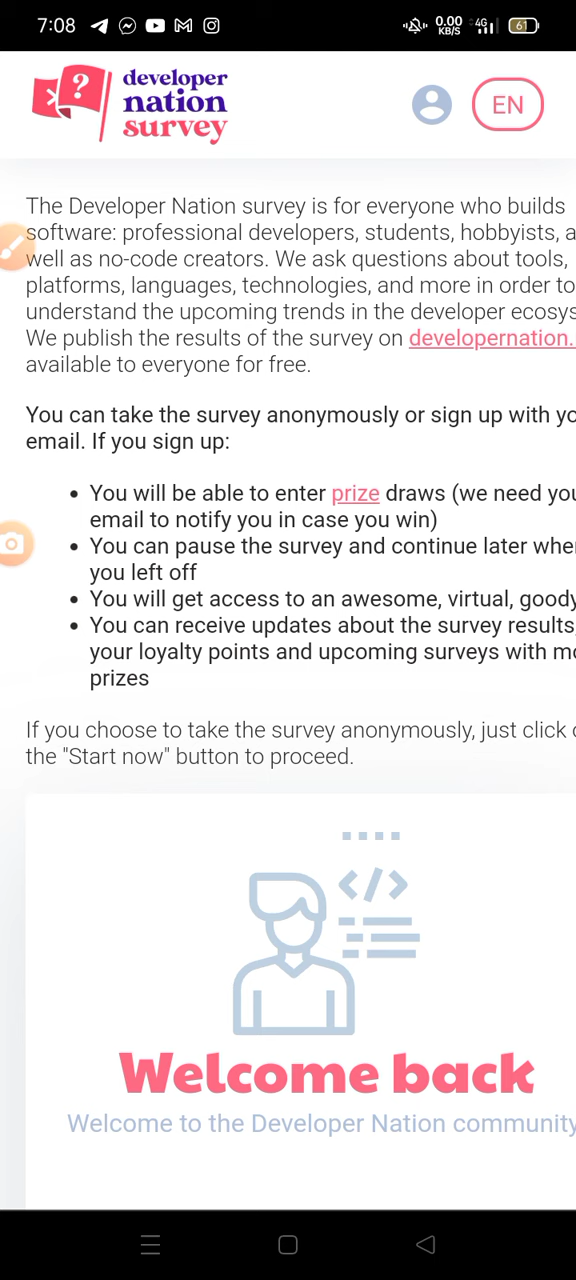 7:08
0.00
KB/S
4G
61
developer
nation
survey
EN
The Developer Nation survey is for everyone who builds
software: professional developers, students, hobbyists, a
well as no-code creators. We ask questions about tools,
platforms, languages, technologies, and more in order to
understand the upcoming trends in the developer ecosys
We publish the results of the survey on developernation.
available to everyone for free.
You can take the survey anonymously or sign up with yo
email. If you sign up:
• You will be able to enter prize draws (we need you
email to notify you in case you win)
• You can pause the survey and continue later whe
you left off
• You will get access to an awesome, virtual, goody
• You can receive updates about the survey results,
your loyalty points and upcoming surveys with mo
prizes
If you choose to take the survey anonymously, just click o
the "Start now" button to proceed.
Welcome back
Welcome to the Developer Nation community